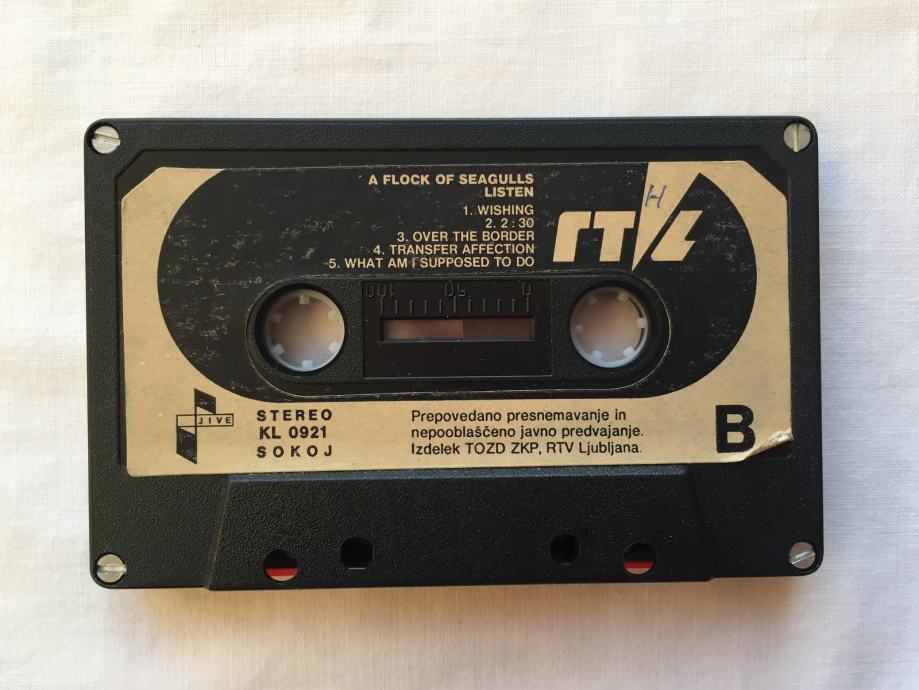 A FLOCK OF SEAGULLS
LISTEN
1. WISHING
2. 2:30
3. OVER THE BORDER
4. TRANSFER AFFECTION
5. WHAT AM I SUPPOSED TO DO
H
RTVL
100 50 0
JIVE
STEREO
KL 0921
SOKOJ
Prepovedano presnemavanje in
nepooblaščeno javno predvajanje.
Izdelek TOZD ZKP, RTV Ljubljana.
B